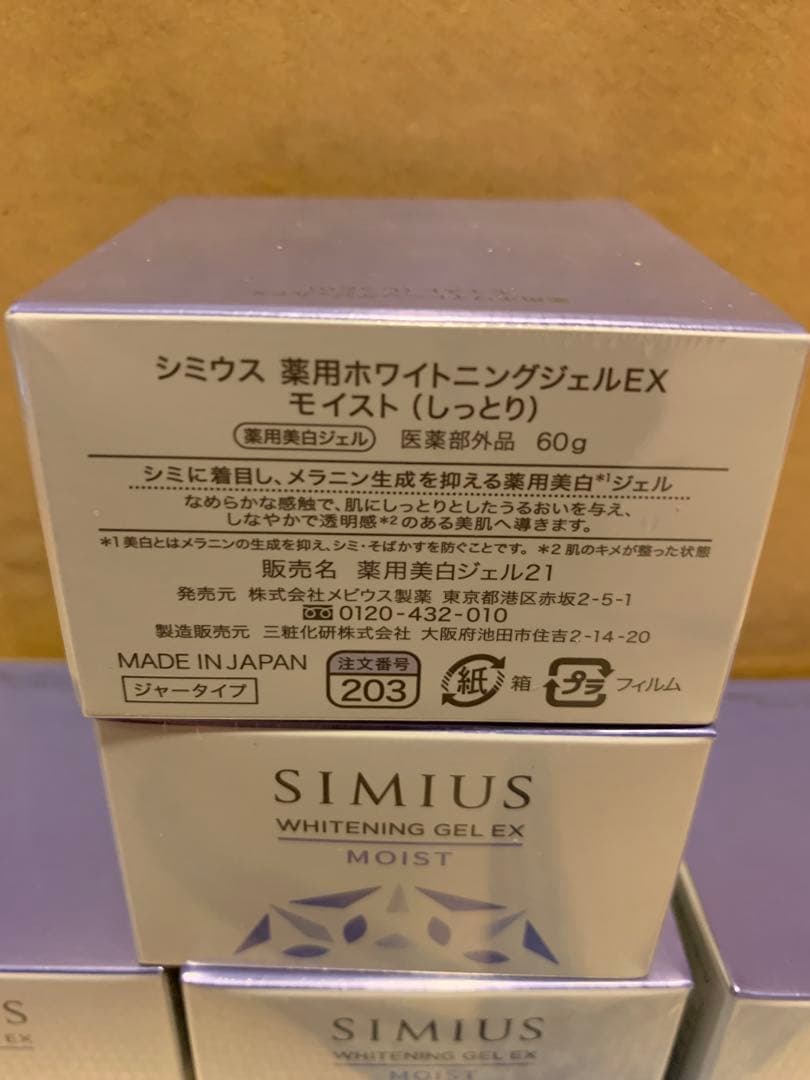 シミウス 薬用ホワイトニングジェルEX
モイスト(しっとり)
薬用美白ジェル 医薬部外品 60g
シミに着目し、メラニン生成を抑える薬用美白*1ジェル
なめらかな感触で、肌にしっとりとしたうるおいを与え、
しなやかで透明感*2のある美肌へ導きます。
*1 美白とはメラニンの生成を抑え、シミ・そばかすを防ぐことです。 *2 肌のキメが整った状態
販売名 薬用美白ジェル21
発売元 株式会社メビウス製薬 東京都港区赤坂2-5-1
0120-432-010
製造販売元 三粧化研株式会社 大阪府池田市住吉2-14-20
MADE IN JAPAN
ジャータイプ
注文番号
203
紙 箱
プラ フィルム
SIMIUS
WHITENING GEL EX
MOIST
S
EX
SIMIUS
WHITENING GEL EX
MOIST